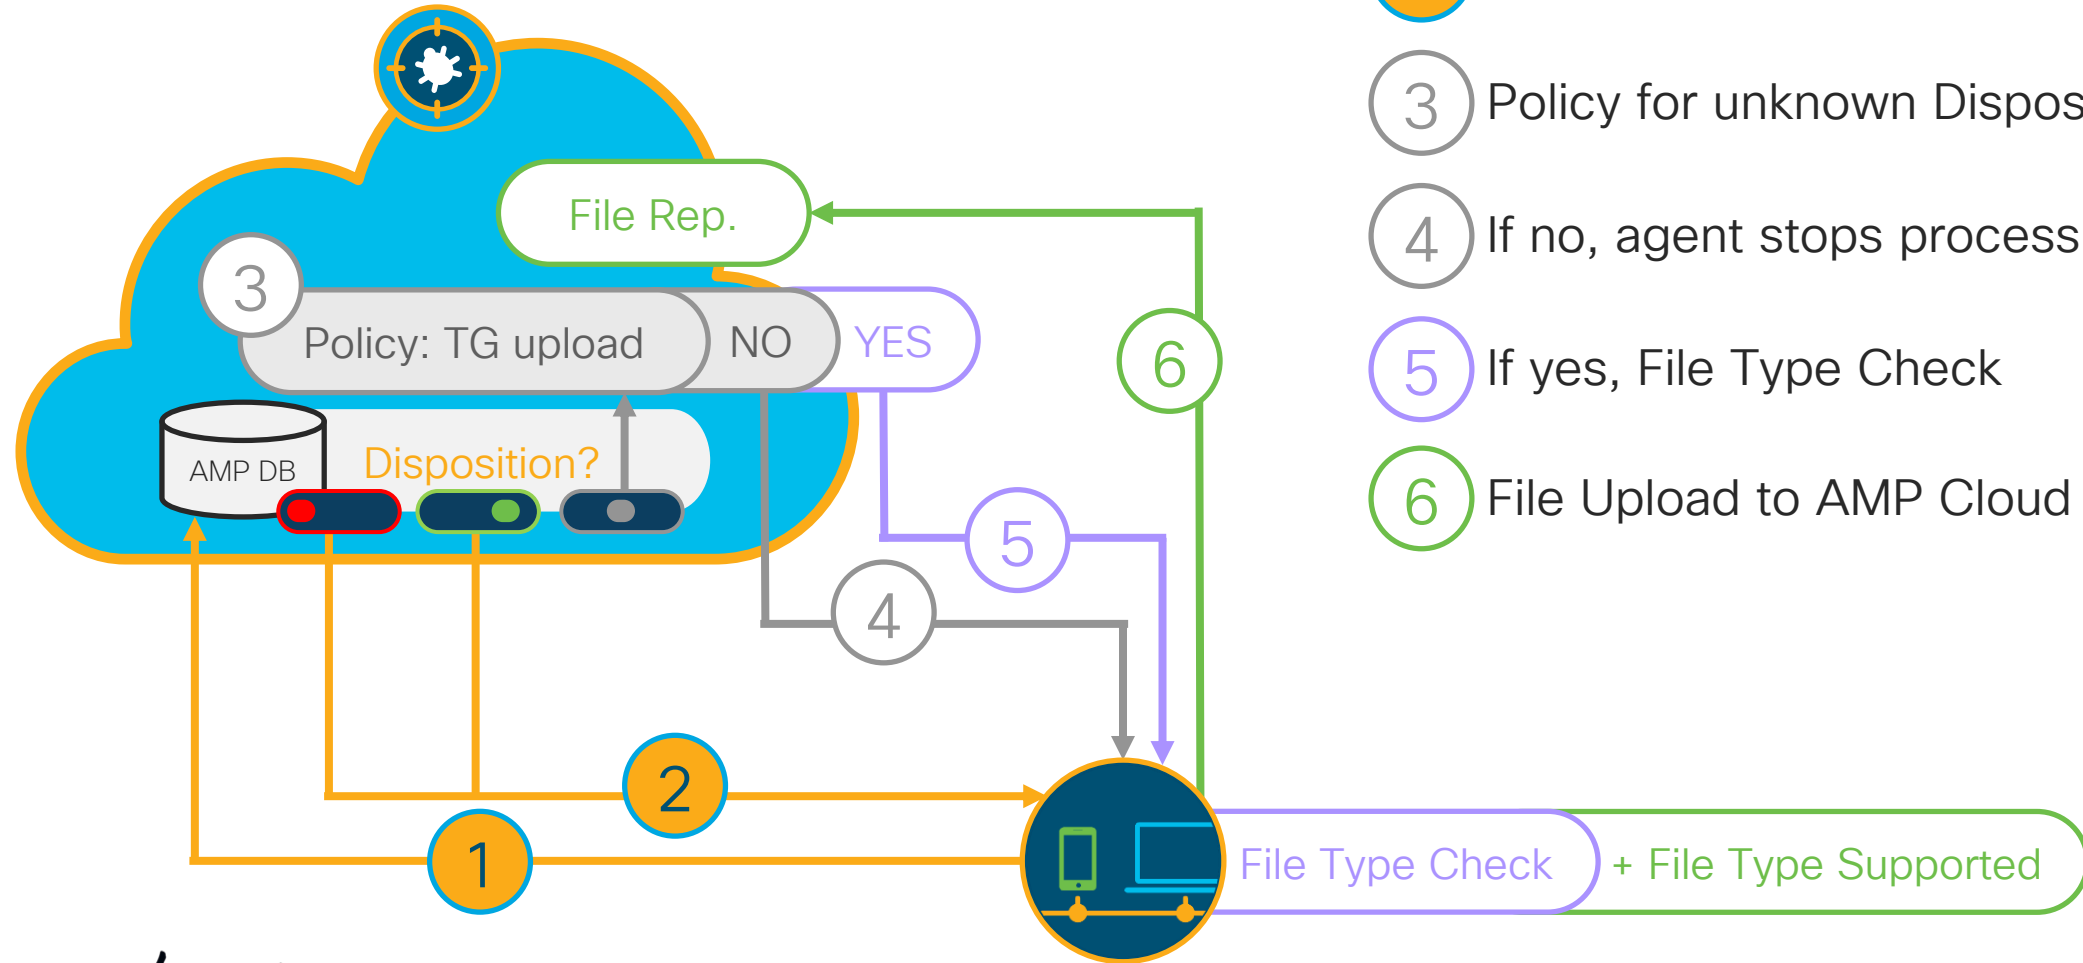 File Rep.
3
Policy: TG upload
NO
YES
AMP DB
Disposition?
6
5
4
2
1
File Type Check
+ File Type Supported
3 Policy for unknown
4 If no, agent stops process
5 If yes, File Type Check
6 File Upload to AMP Cloud